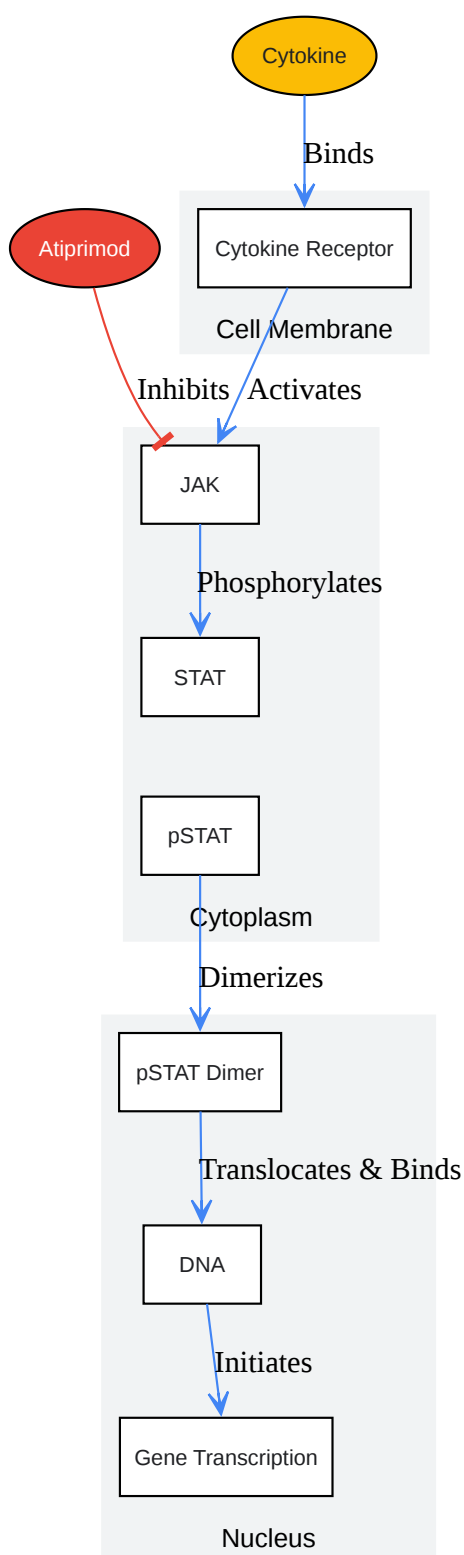 Cytokine
Binds
Atiprimod
Cytokine Receptor
Cell Membrane
Inhibits
Activates
JAK
Phosphorylates
STAT
pSTAT
Cytoplasm
Dimerizes
pSTAT Dimer
Translocates & Binds
DNA
Initiates
Gene Transcription
Nucleus